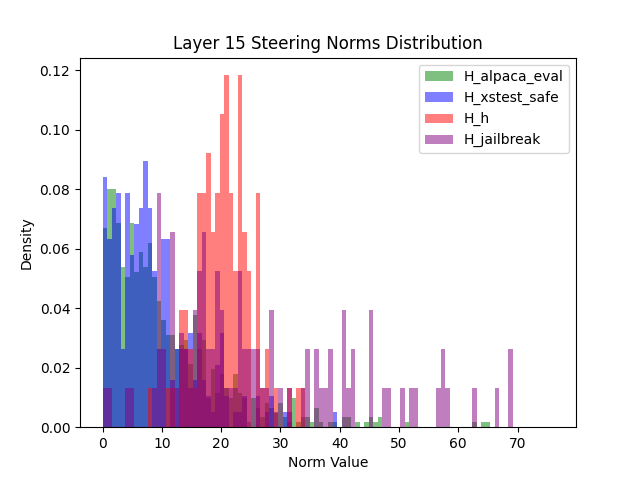 Layer 15 Steering Norms Distribution
H_alpaca_eval
H_xstest_safe
H_h
H_jailbreak
0.12
0.10
0.08
0.06
0.04
0.02
0.00
Density
0 10 20 30 40 50 60 70
Norm Value